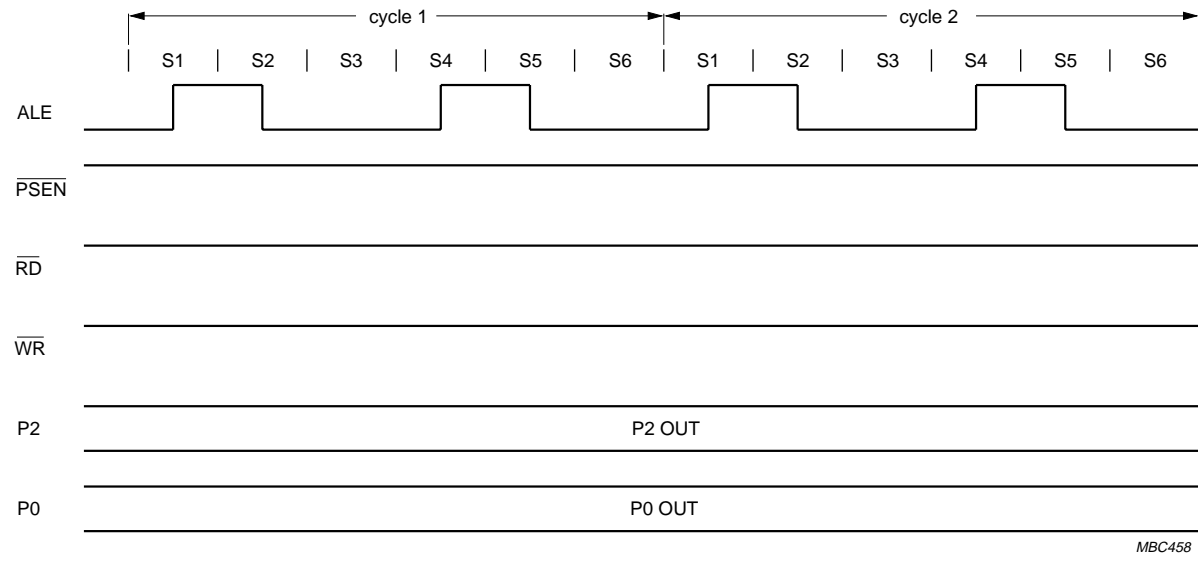 cycle 1 cycle 2
S1 S2 S3 S4 S5 S6 S1 S2 S3 S4 S5 S6
ALE
PSEN
RD
WR
P2 P2 OUT
P0 P0 OUT
MBC458